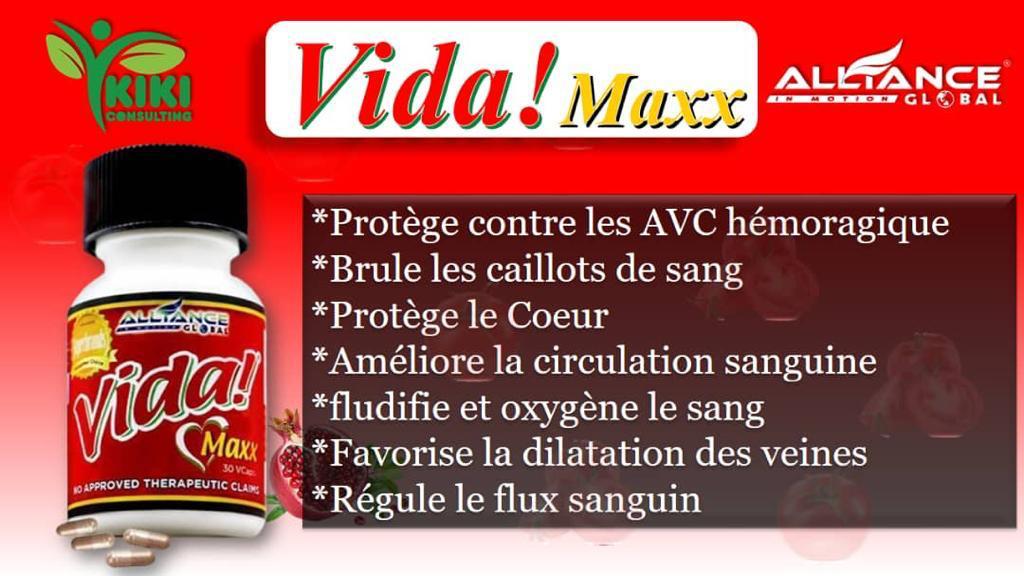 KIKI
CONSULTING
Vida! Maxx
ALLIANCE
IN MOTION GLOBAL
*Protège contre les AVC hémoragique
*Brule les caillots de sang
*Protège le Coeur
*Améliore la circulation sanguine
*fludifie et oxygène le sang
*Favorise la dilatation des veines
*Régule le flux sanguin
ALLIANCE
GLOBAL
Vida!
Maxx
30 VCaps
NO APPROVED THERAPEUTIC CLAIMS